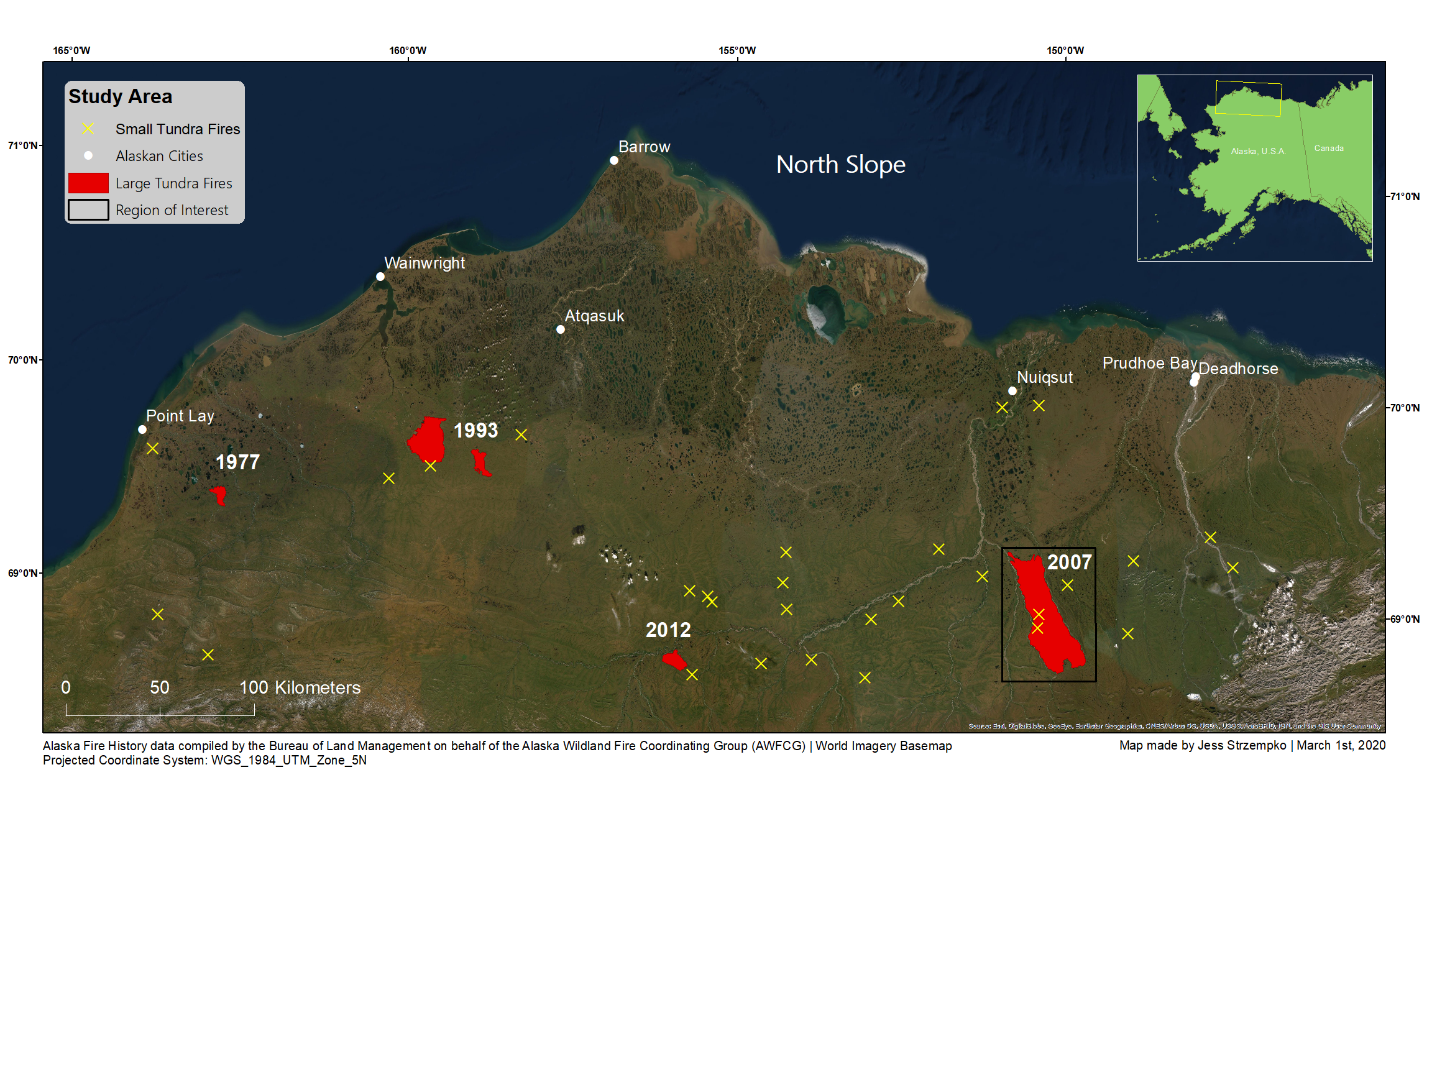 165°0'W 160°0'W 155°0'W 150°0'W
Study Area
Small Tundra Fires
Alaskan Cities
Large Tundra Fires
Region of Interest
Alaska, U.S.A.
Canada
North Slope
71°0'N
71°0'N
Barrow
Wainwright
Atqasuk
70°0'N
Prudhoe Bay
Deadhorse
Nuiqsut
70°0'N
Point Lay
1993
1977
2007
69°0'N
69°0'N
2012
0 50 100 Kilometers
Alaska Fire History data compiled by the Bureau of Land Management on behalf of the Alaska Wildland Fire Coordinating Group (AWFCG) | World Imagery Basemap
Map made by Jess Strzempko | March 1st, 2020
Projected Coordinate System: WGS_1984_UTM_Zone_5N